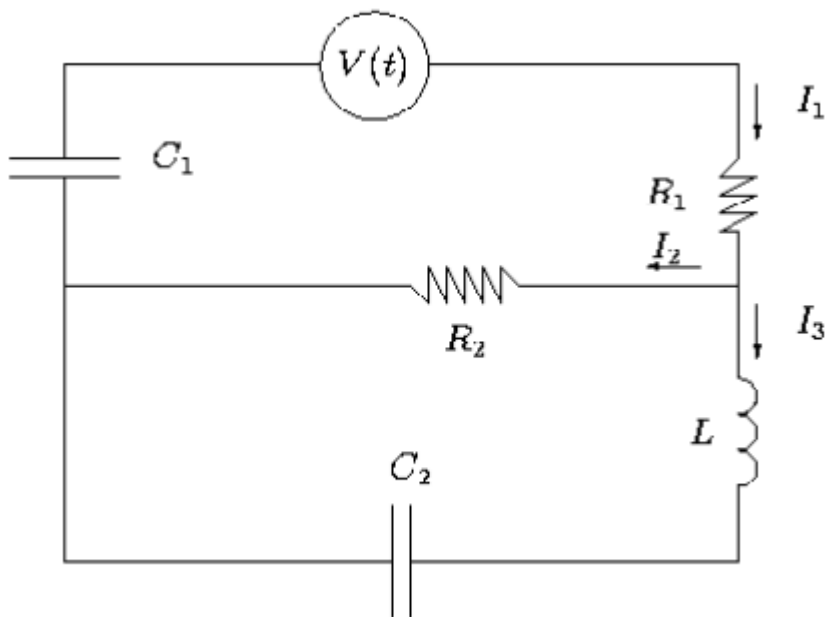 V(t)
I₁
C₁
R₁
I₂
I₃
R₂
L
C₂